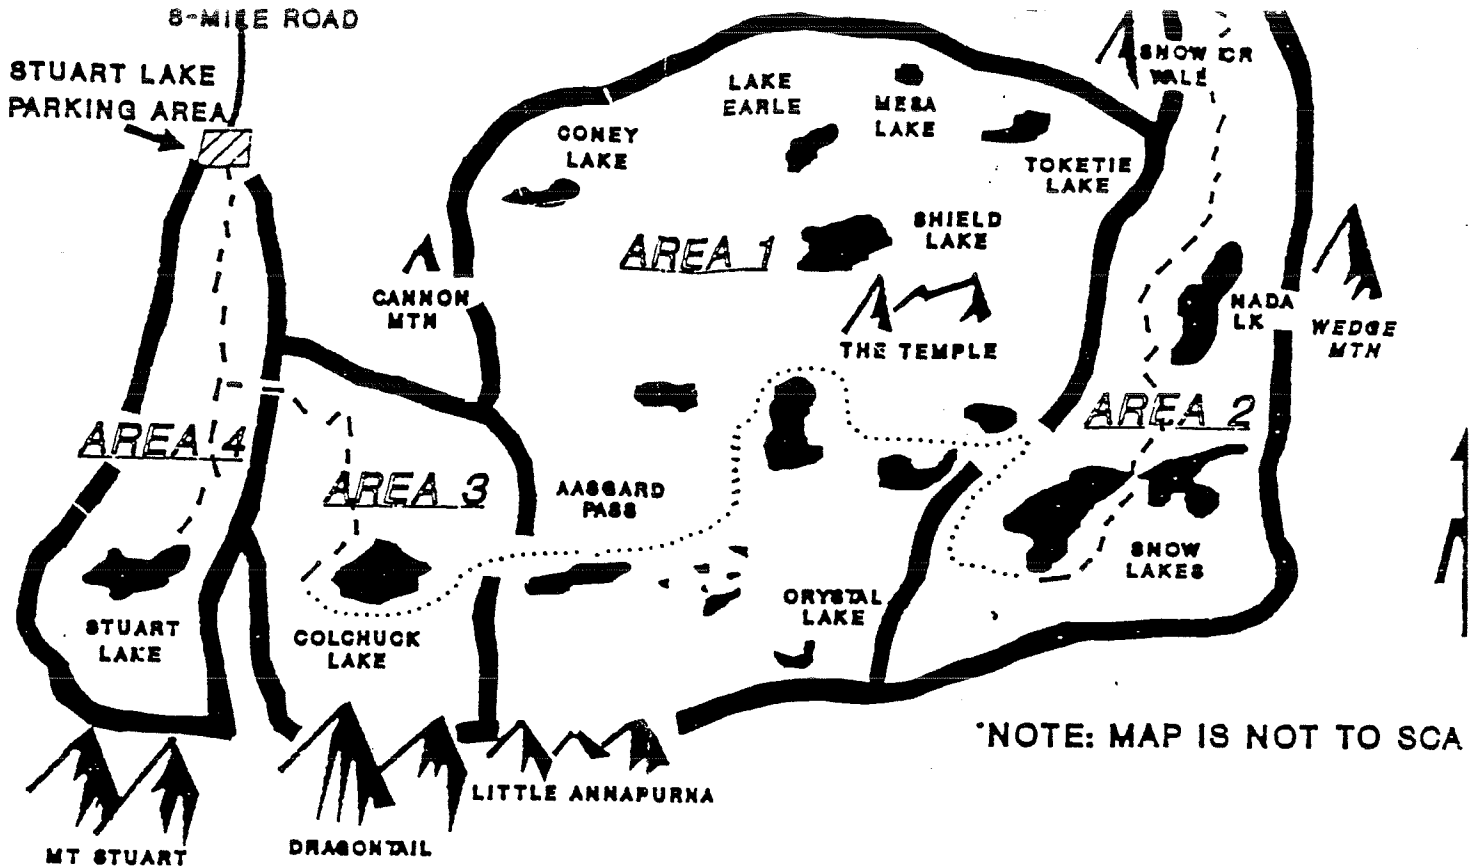 8-MILE ROAD
STUART LAKE
PARKING AREA
SNOW CR
WALL
LAKE
EARLE
MESA
LAKE
CONEY
LAKE
TOKETIE
LAKE
SHIELD
LAKE
AREA 1
CANNON
MTN
NADA
LK
WEDGE
MTN
THE TEMPLE
AREA 2
AREA 4
AREA 3
AASGARD
PASS
SNOW
LAKES
CRYSTAL
LAKE
STUART
LAKE
COLCHUCK
LAKE
*NOTE: MAP IS NOT TO SCA
LITTLE ANNAPURNA
DRAGONTAIL
MT STUART